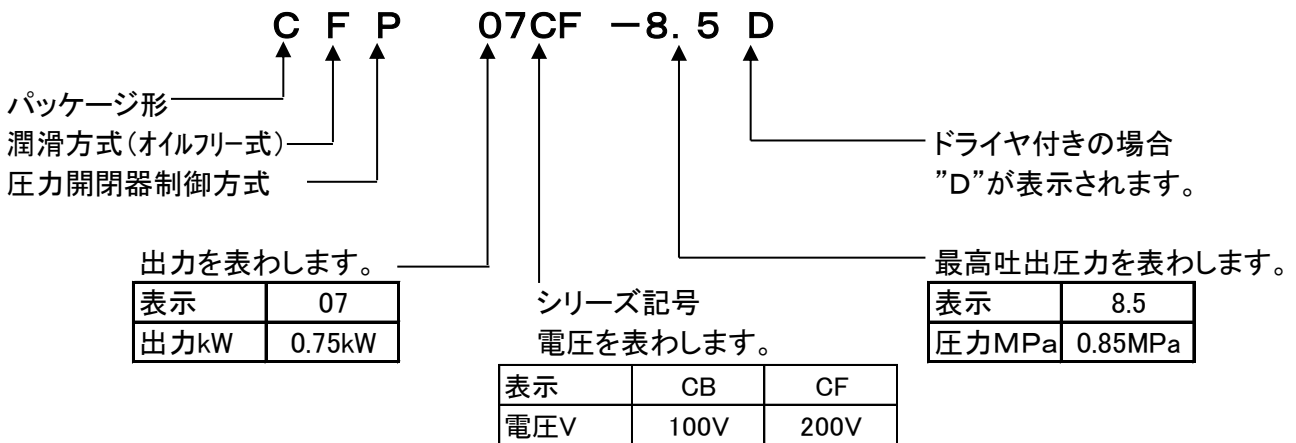 CFP 07CF -8.5 D
パッケージ形
潤滑方式(オイルフリー式)
圧力開閉器制御方式
ドライヤ付きの場合
”D”が表示されます。
出力を表わします。
表示 07
出力kW 0.75kW
シリーズ記号
電圧を表わします。
表示 CB CF
電圧V 100V 200V
最高吐出圧力を表わします。
表示 8.5
圧力MPa 0.85MPa